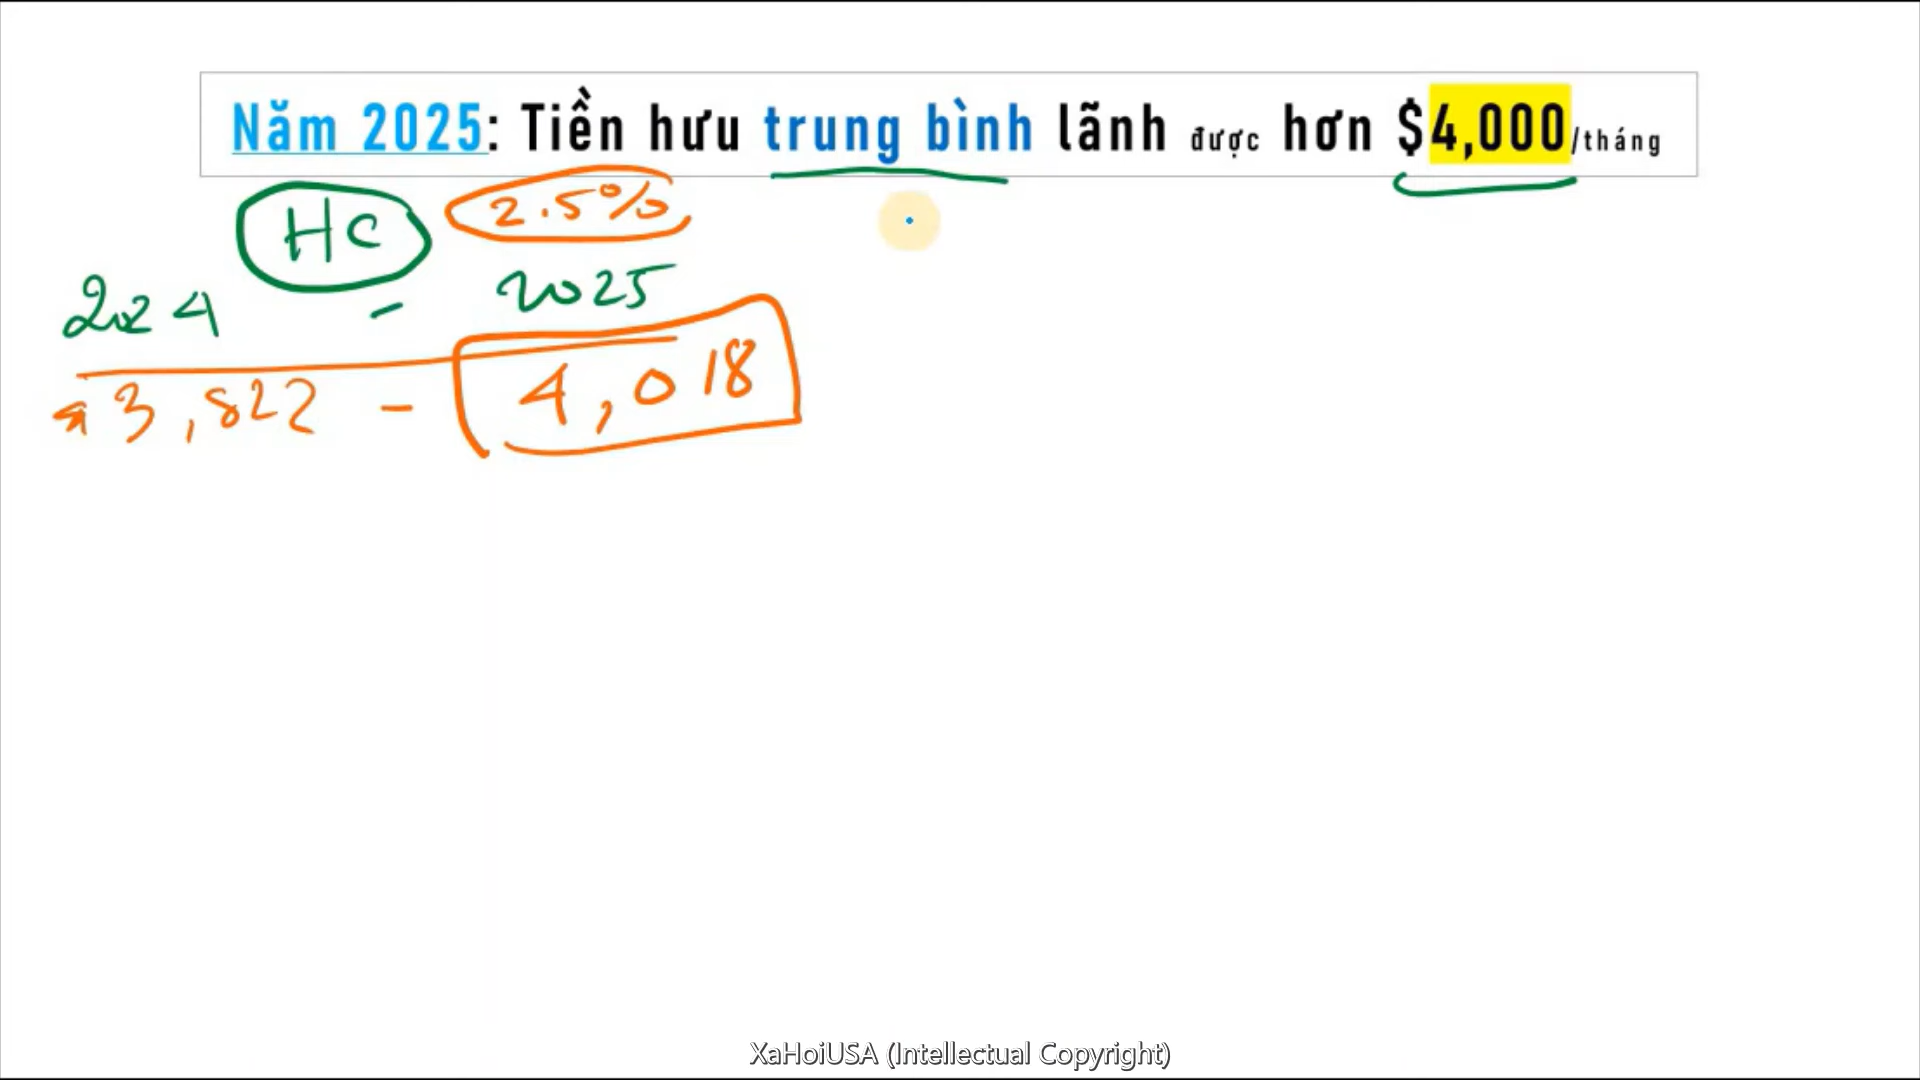 Năm 2025: Tiền hưu trung bình lãnh được hơn $4,000/tháng
HC 2.5%
2024 - 2025
$3,822 - 4,018
XaHoiUSA (Intellectual Copyright)